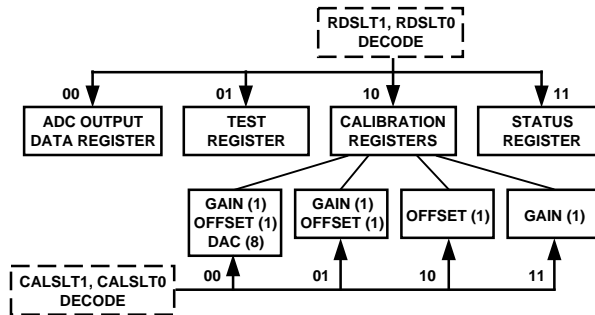 RDSLT1, RDSLT0
DECODE
00
01
10
11
ADC OUTPUT
DATA REGISTER
TEST
REGISTER
CALIBRATION
REGISTERS
STATUS
REGISTER
GAIN (1)
OFFSET (1)
DAC (8)
GAIN (1)
OFFSET (1)
OFFSET (1)
GAIN (1)
CALSLT1, CALSLT0
DECODE
00
01
10
11